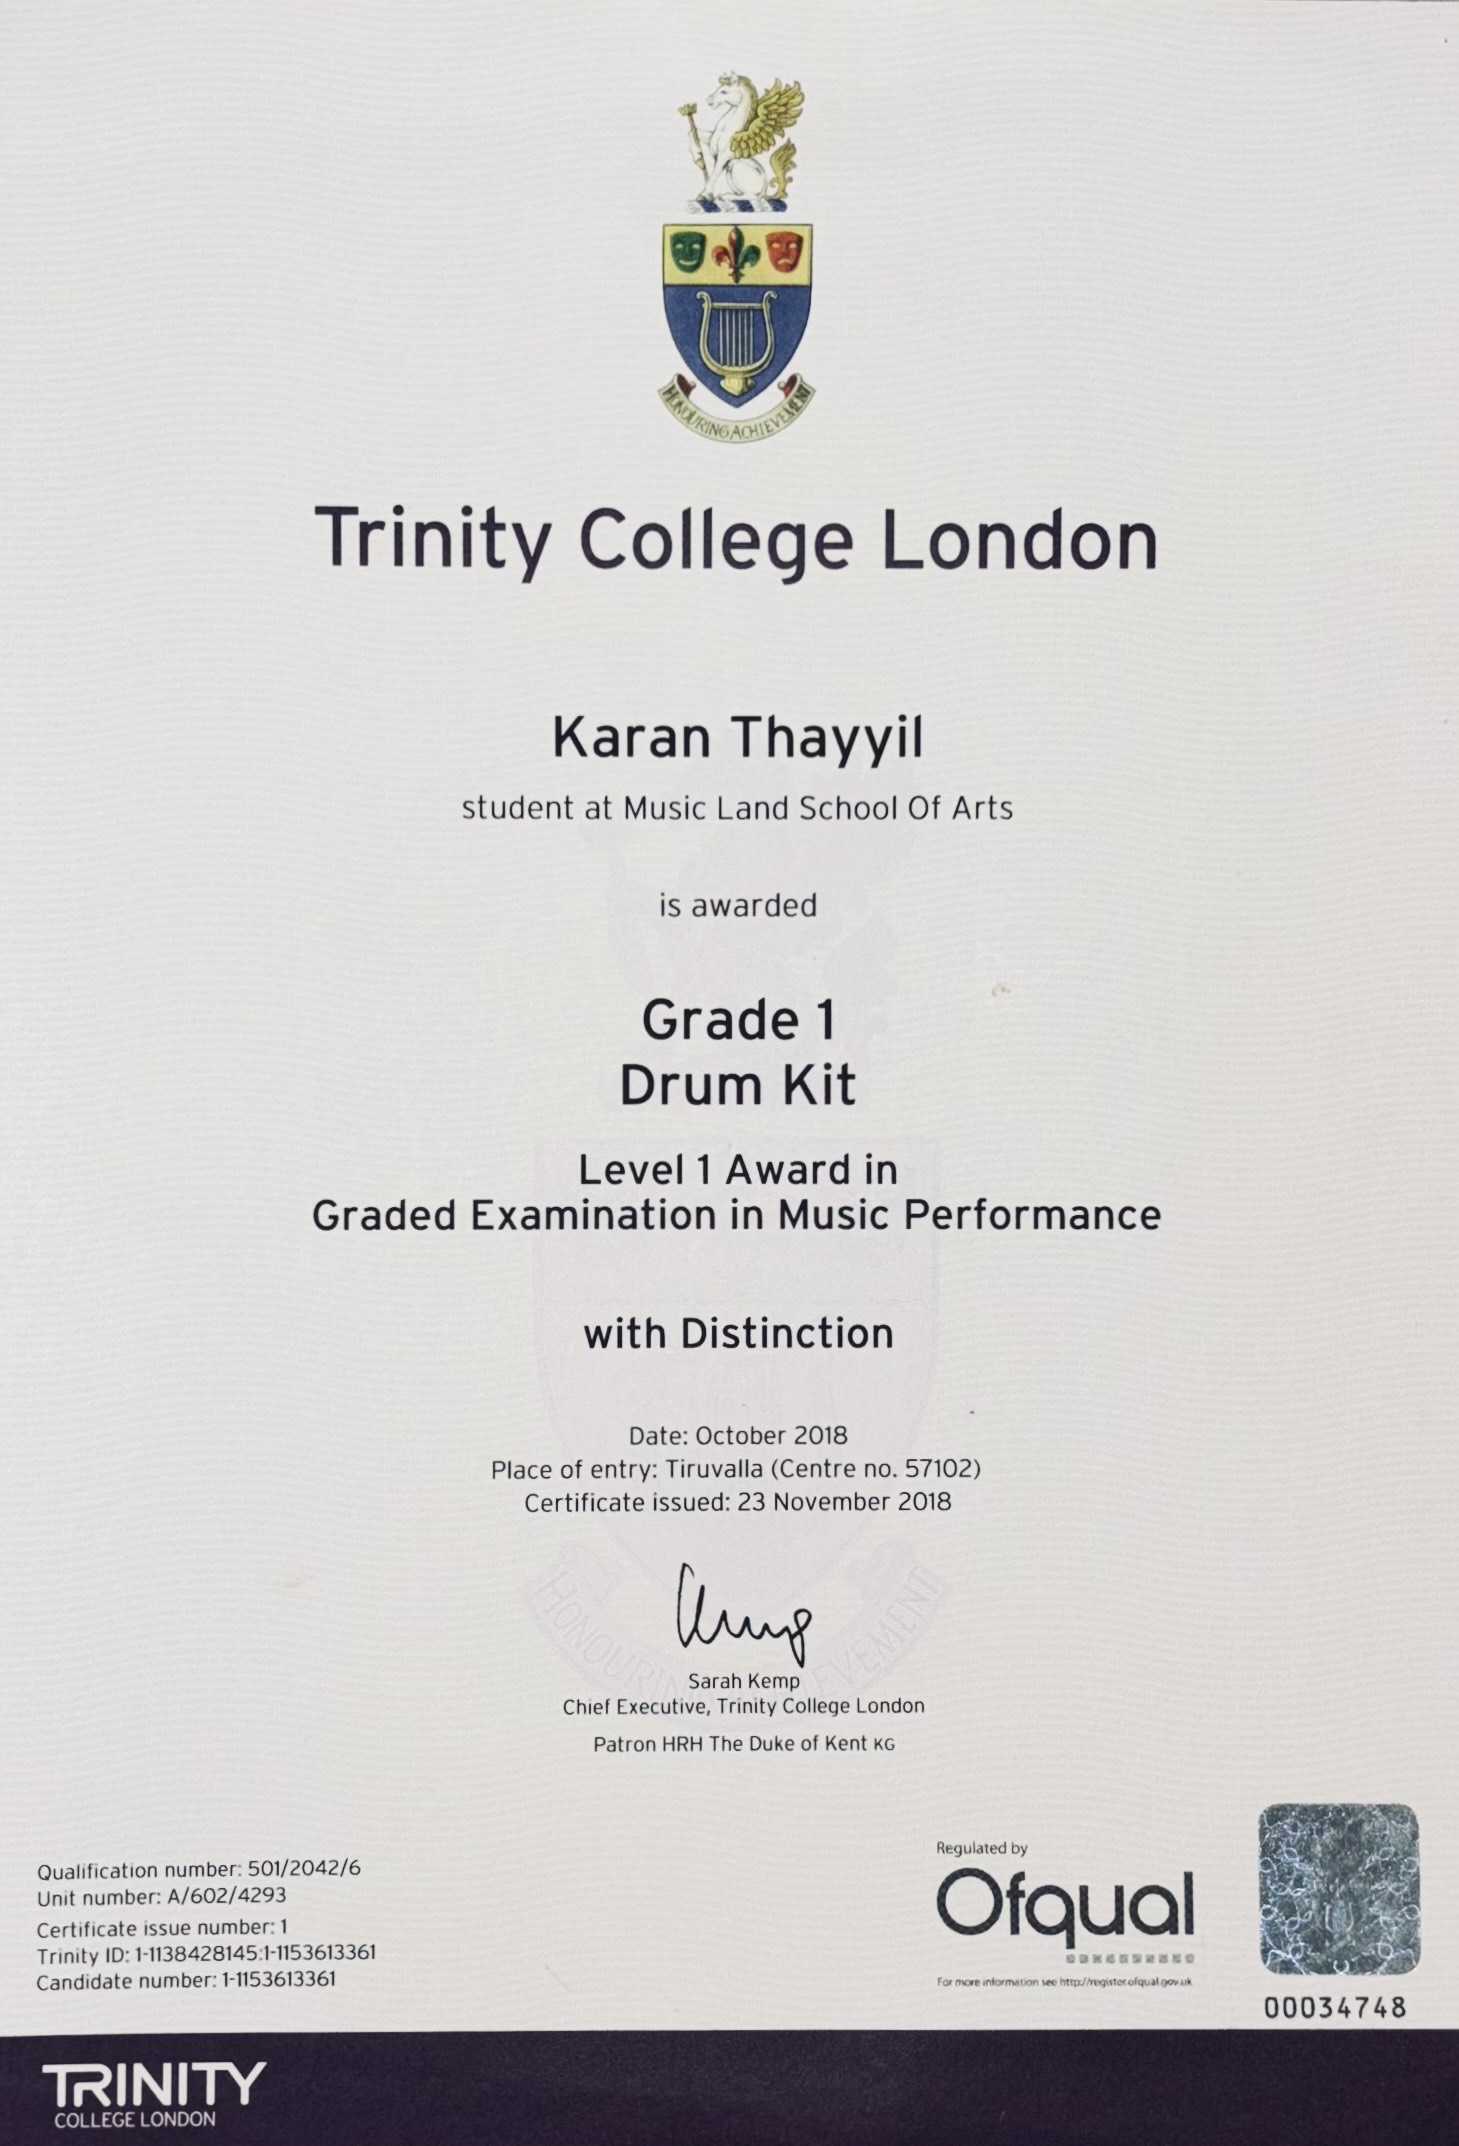 HONOURING ACHIEVEMENT
Trinity College London
Karan Thayyil
student at Music Land School Of Arts
is awarded
Grade 1
Drum Kit
Level 1 Award in
Graded Examination in Music Performance
with Distinction
Date: October 2018
Place of entry: Tiruvalla (Centre no. 57102)
Certificate issued: 23 November 2018
HONOURING ACHIEVEMENT
Sarah Kemp
Chief Executive, Trinity College London
Patron HRH The Duke of Kent KG
Qualification number: 501/2042/6
Unit number: A/602/4293
Certificate issue number: 1
Trinity ID: 1-1138428145:1-1153613361
Candidate number: 1-1153613361
Regulated by
Ofqual
For more information see http://register.ofqual.gov.uk
00034748
TRINITY
COLLEGE LONDON